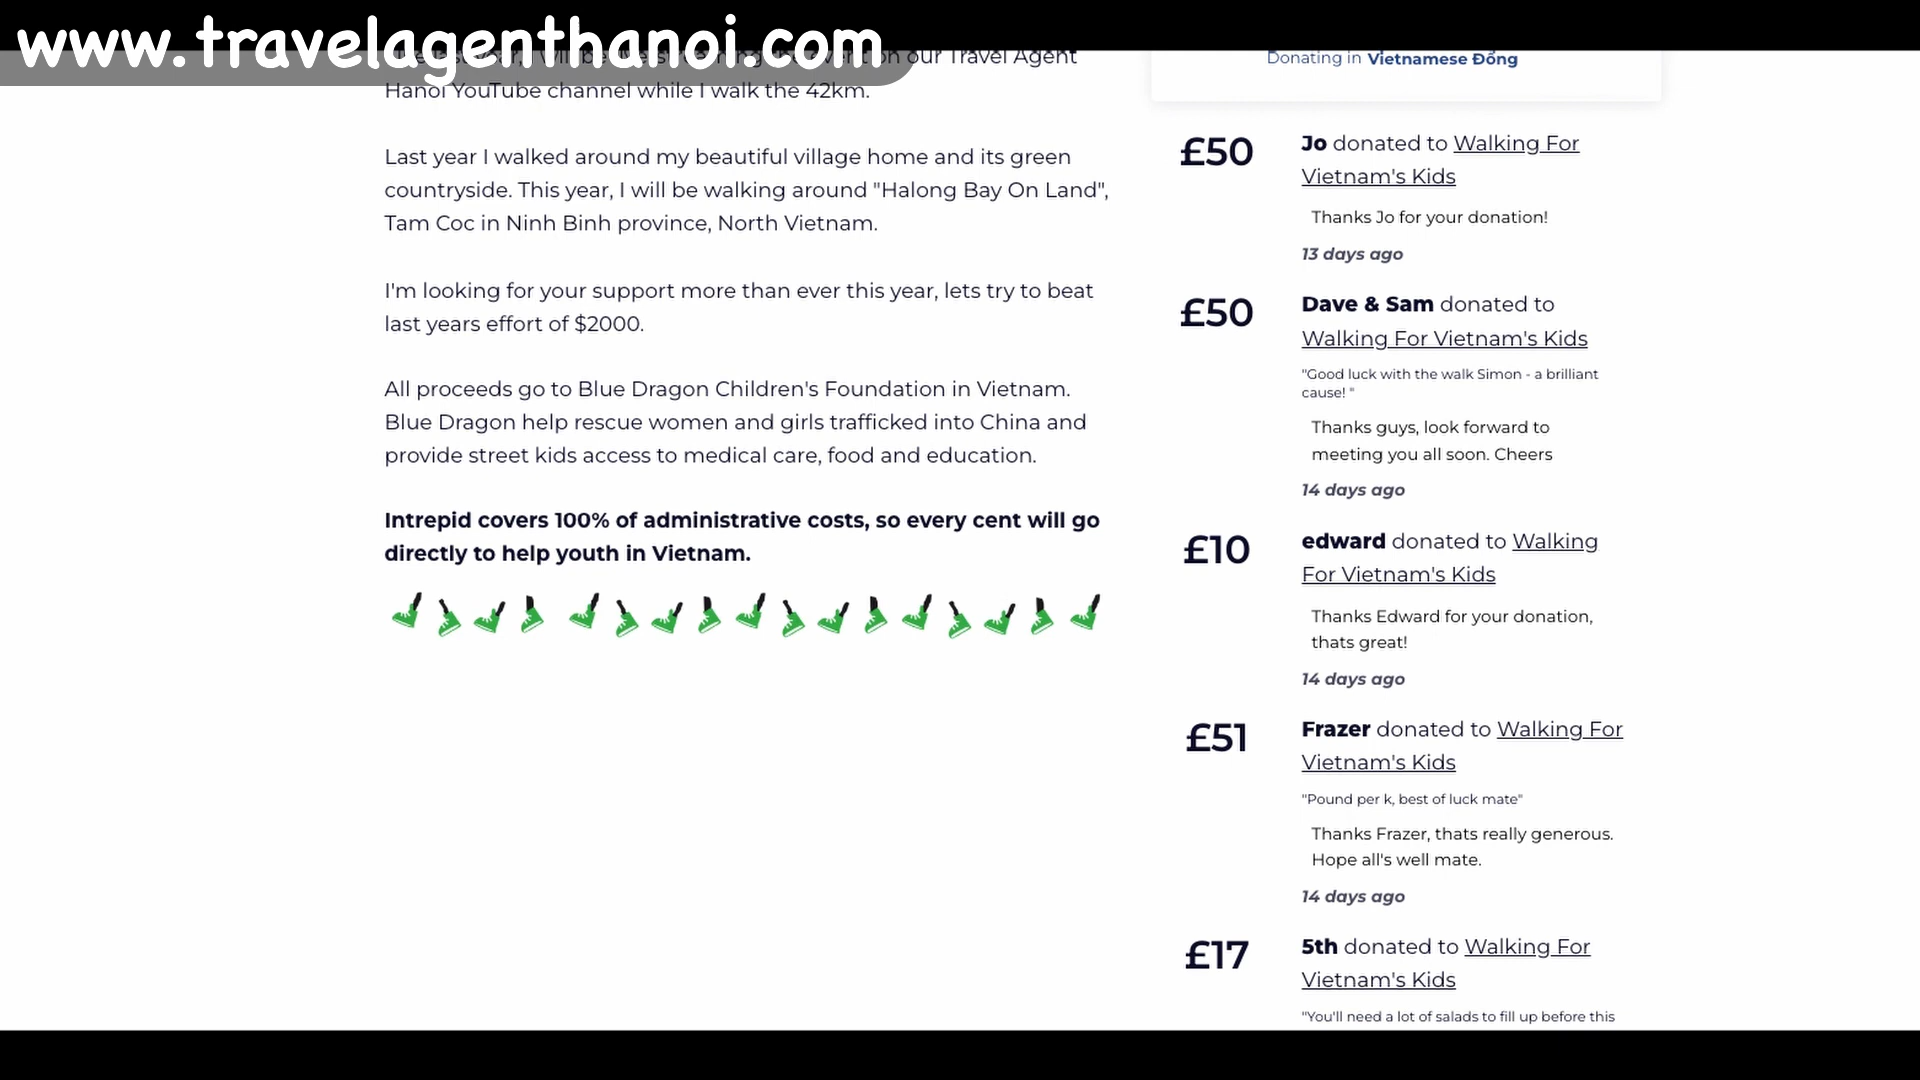 www.travelagenthanoi.com
on our Travel Agent
Hanoi YouTube channel while I walk the 42km.
Last year I walked around my beautiful village home and its green
countryside. This year, I will be walking around "Halong Bay On Land",
Tam Coc in Ninh Binh province, North Vietnam.
I'm looking for your support more than ever this year, lets try to beat
last years effort of $2000.
All proceeds go to Blue Dragon Children's Foundation in Vietnam.
Blue Dragon help rescue women and girls trafficked into China and
provide street kids access to medical care, food and education.
Intrepid covers 100% of administrative costs, so every cent will go
directly to help youth in Vietnam.
Donating in Vietnamese Đồng
£50
Jo donated to Walking For
Vietnam's Kids
Thanks Jo for your donation!
13 days ago
£50
Dave & Sam donated to
Walking For Vietnam's Kids
"Good luck with the walk Simon - a brilliant
cause! "
Thanks guys, look forward to
meeting you all soon. Cheers
14 days ago
£10
edward donated to Walking
For Vietnam's Kids
Thanks Edward for your donation,
thats great!
14 days ago
£51
Frazer donated to Walking For
Vietnam's Kids
"Pound per k, best of luck mate"
Thanks Frazer, thats really generous.
Hope all's well mate.
14 days ago
£17
5th donated to Walking For
Vietnam's Kids
"You'll need a lot of salads to fill up before this